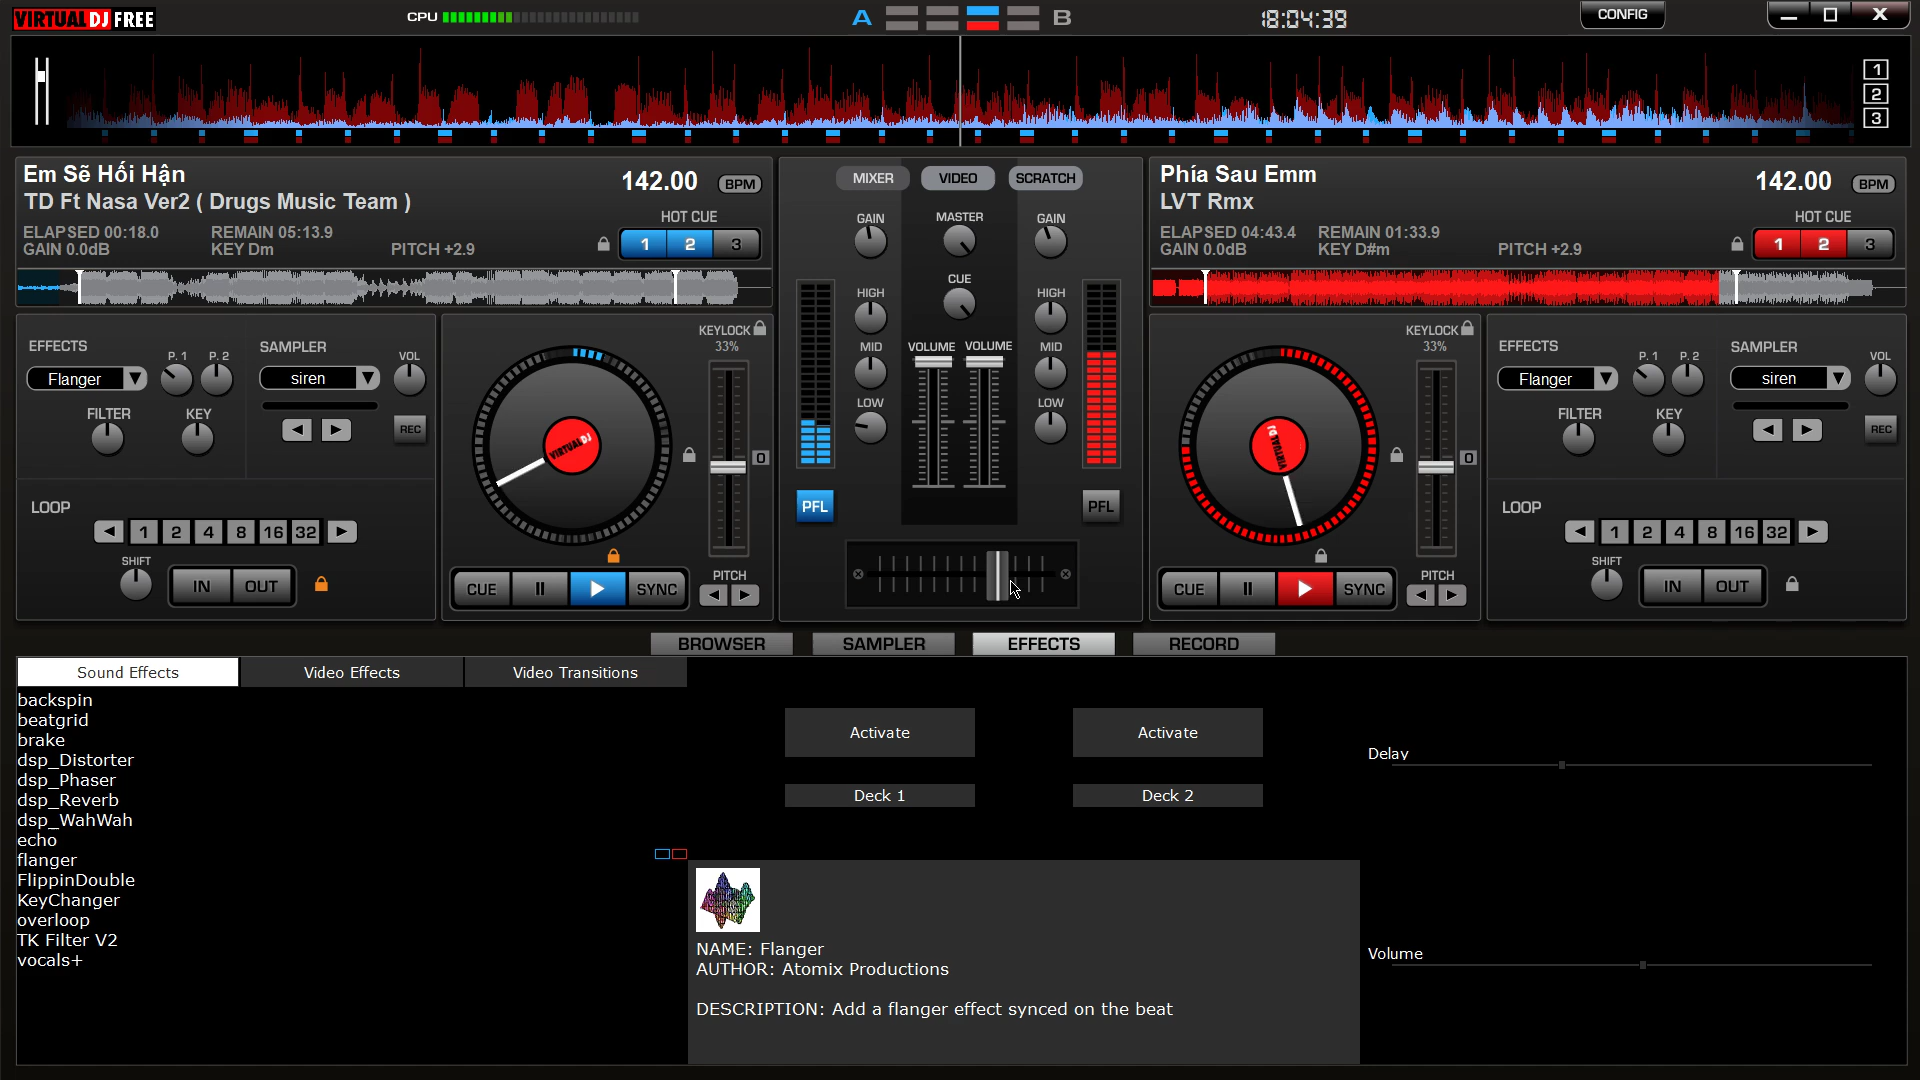 VIRTUAL DJ FREE
CPU
A B
18:04:39
CONFIG
1
2
3
Em Sẽ Hối Hận
TD Ft Nasa Ver2 ( Drugs Music Team )
142.00 BPM
HOT CUE
ELAPSED 00:18.0 REMAIN 05:13.9
GAIN 0.0dB KEY Dm PITCH +2.9
1 2 3
MIXER VIDEO SCRATCH
GAIN MASTER GAIN
CUE
HIGH HIGH
MID MID
VOLUME VOLUME
LOW LOW
PFL PFL
Phía Sau Emm
LVT Rmx
142.00 BPM
HOT CUE
ELAPSED 04:43.4 REMAIN 01:33.9
GAIN 0.0dB KEY D#m PITCH +2.9
1 2 3
EFFECTS P. 1 P. 2
Flanger
FILTER KEY
SAMPLER VOL
siren
REC
LOOP
1 2 4 8 16 32
SHIFT
IN OUT
KEYLOCK
33%
VIRTUAL DJ
0
PITCH
CUE SYNC
KEYLOCK
33%
VIRTUAL DJ
0
PITCH
CUE SYNC
EFFECTS P. 1 P. 2
Flanger
FILTER KEY
SAMPLER VOL
siren
REC
LOOP
1 2 4 8 16 32
SHIFT
IN OUT
BROWSER SAMPLER EFFECTS RECORD
Sound Effects Video Effects Video Transitions
backspin
beatgrid
brake
dsp_Distorter
dsp_Phaser
dsp_Reverb
dsp_WahWah
echo
flanger
FlippinDouble
KeyChanger
overloop
TK Filter V2
vocals+
Activate Activate
Deck 1 Deck 2
Delay
Volume
NAME: Flanger
AUTHOR: Atomix Productions
DESCRIPTION: Add a flanger effect synced on the beat